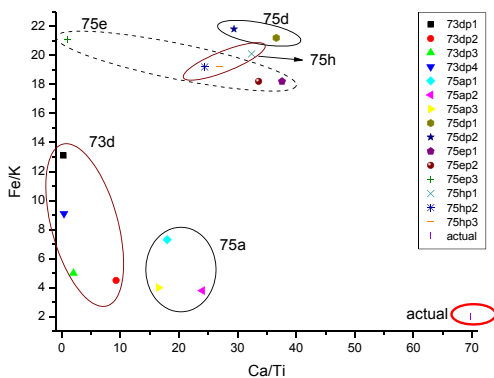 75d
75e
75h
73d
75a
actual
Fe/K
22
20
18
16
14
12
10
8
6
4
2
0 10 20 30 40 50 60 70
Ca/Ti
73dp1
73dp2
73dp3
73dp4
75ap1
75ap2
75ap3
75dp1
75dp2
75ep1
75ep2
75ep3
75hp1
75hp2
75hp3
actual